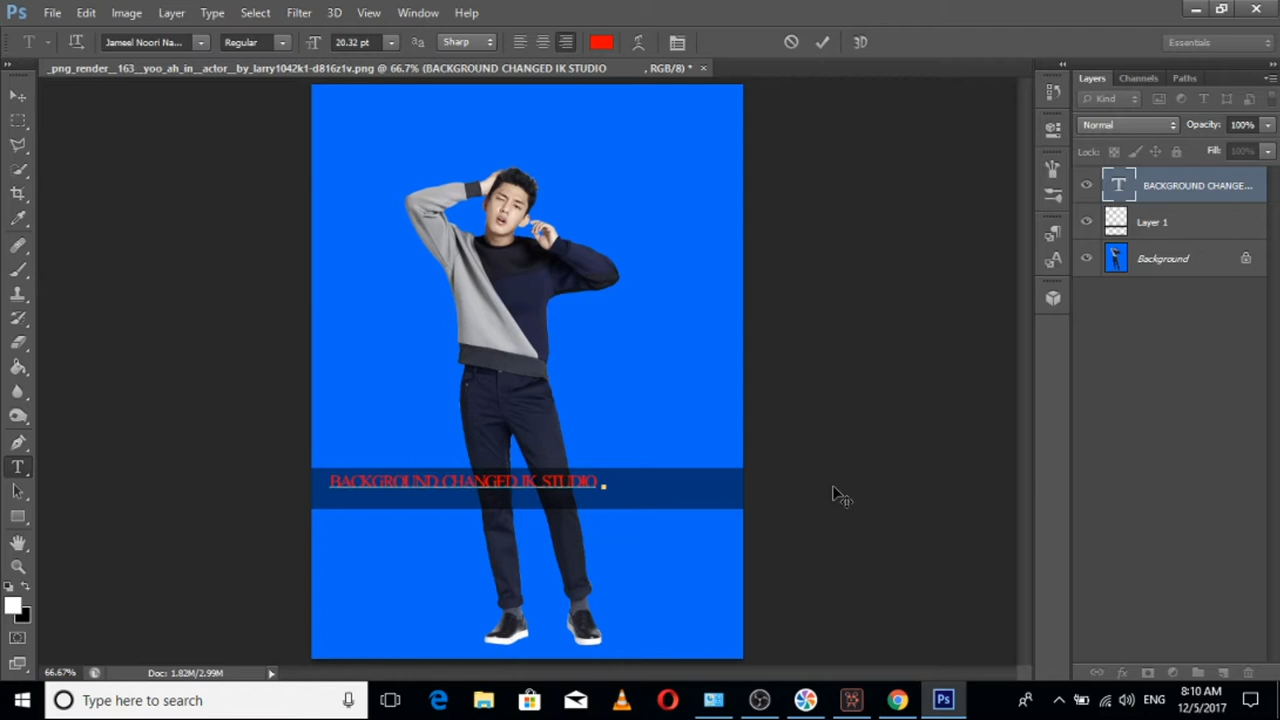 Ps File Edit Image Layer Type Select Filter 3D View Window Help
T Jameel Noori Na... Regular 20.32 pt Sharp 3D Essentials
_png_render__163__yoo_ah_in__actor__by_larry1042k1-d816z1v.png @ 66.7% (BACKGROUND CHANGED IK STUDIO , RGB/8) * ×
Layers Channels Paths
Kind
Normal Opacity: 100%
Lock: Fill: 100%
T BACKGROUND CHANGE...
Layer 1
Background
BACKGROUND CHANGED IK STUDIO .
66.67% Doc: 1.82M/2.99M
Type here to search
Ps
ENG
8:10 AM
12/5/2017